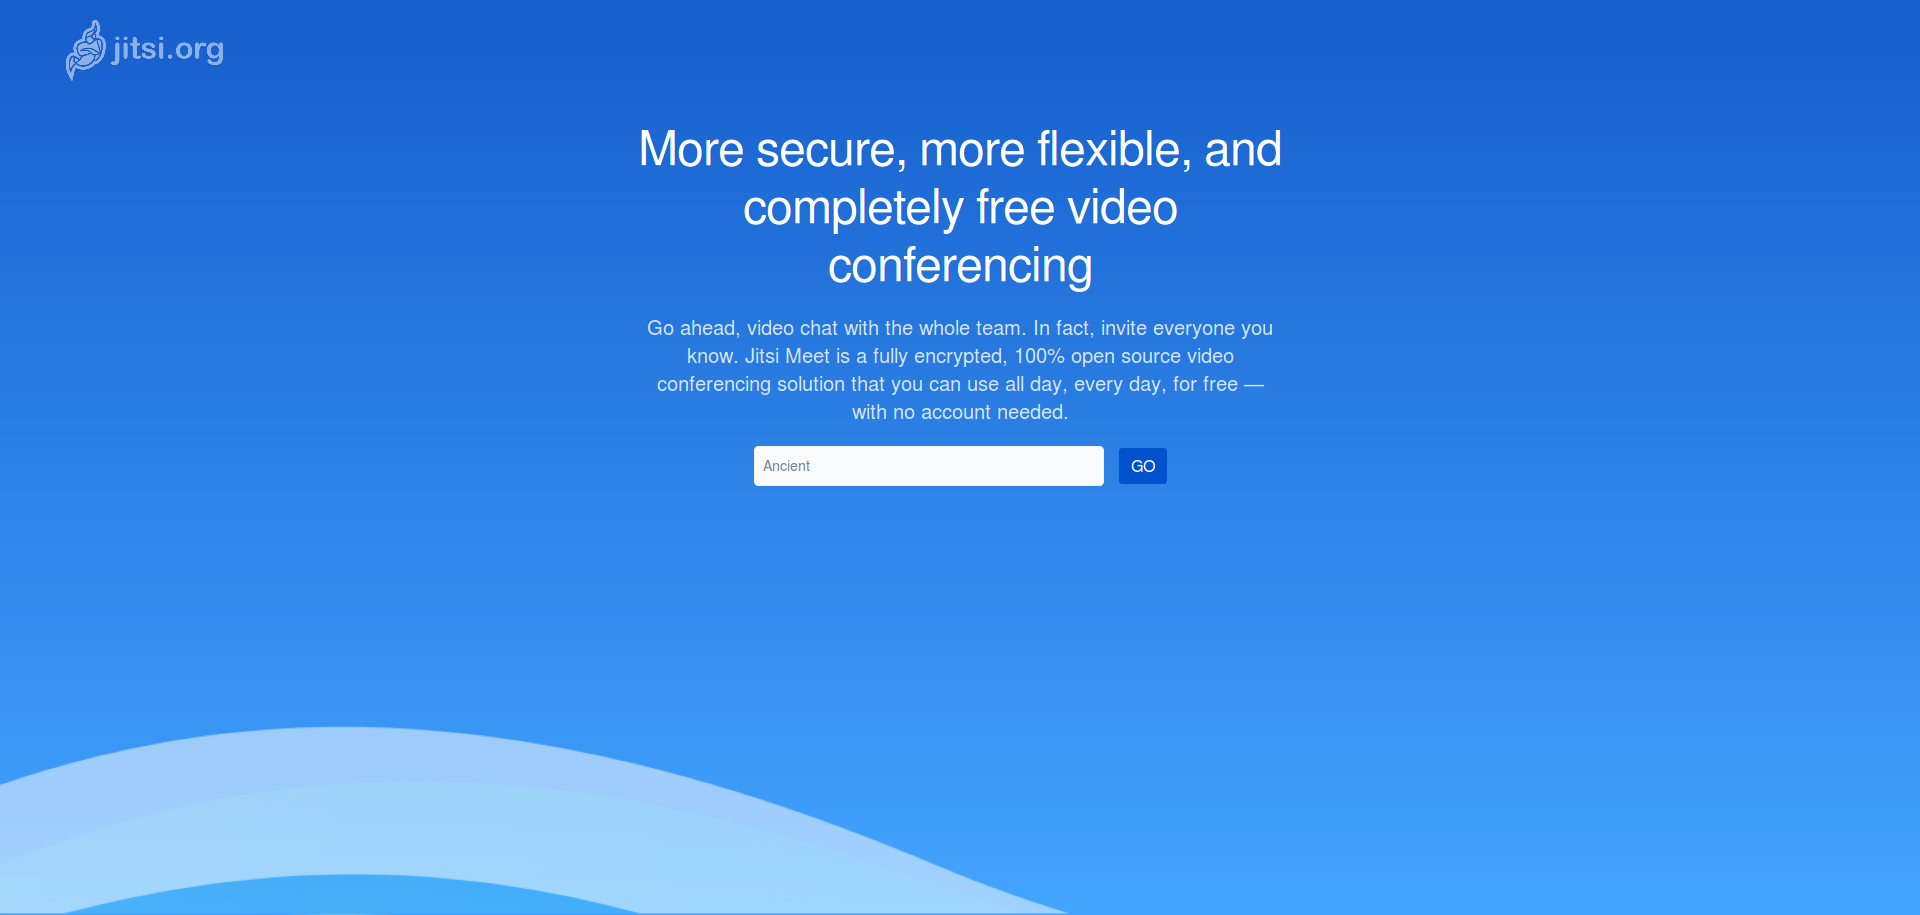 jitsi.org
More secure, more flexible, and
completely free video
conferencing
Go ahead, video chat with the whole team. In fact, invite everyone you
know. Jitsi Meet is a fully encrypted, 100% open source video
conferencing solution that you can use all day, every day, for free —
with no account needed.
Ancient
GO